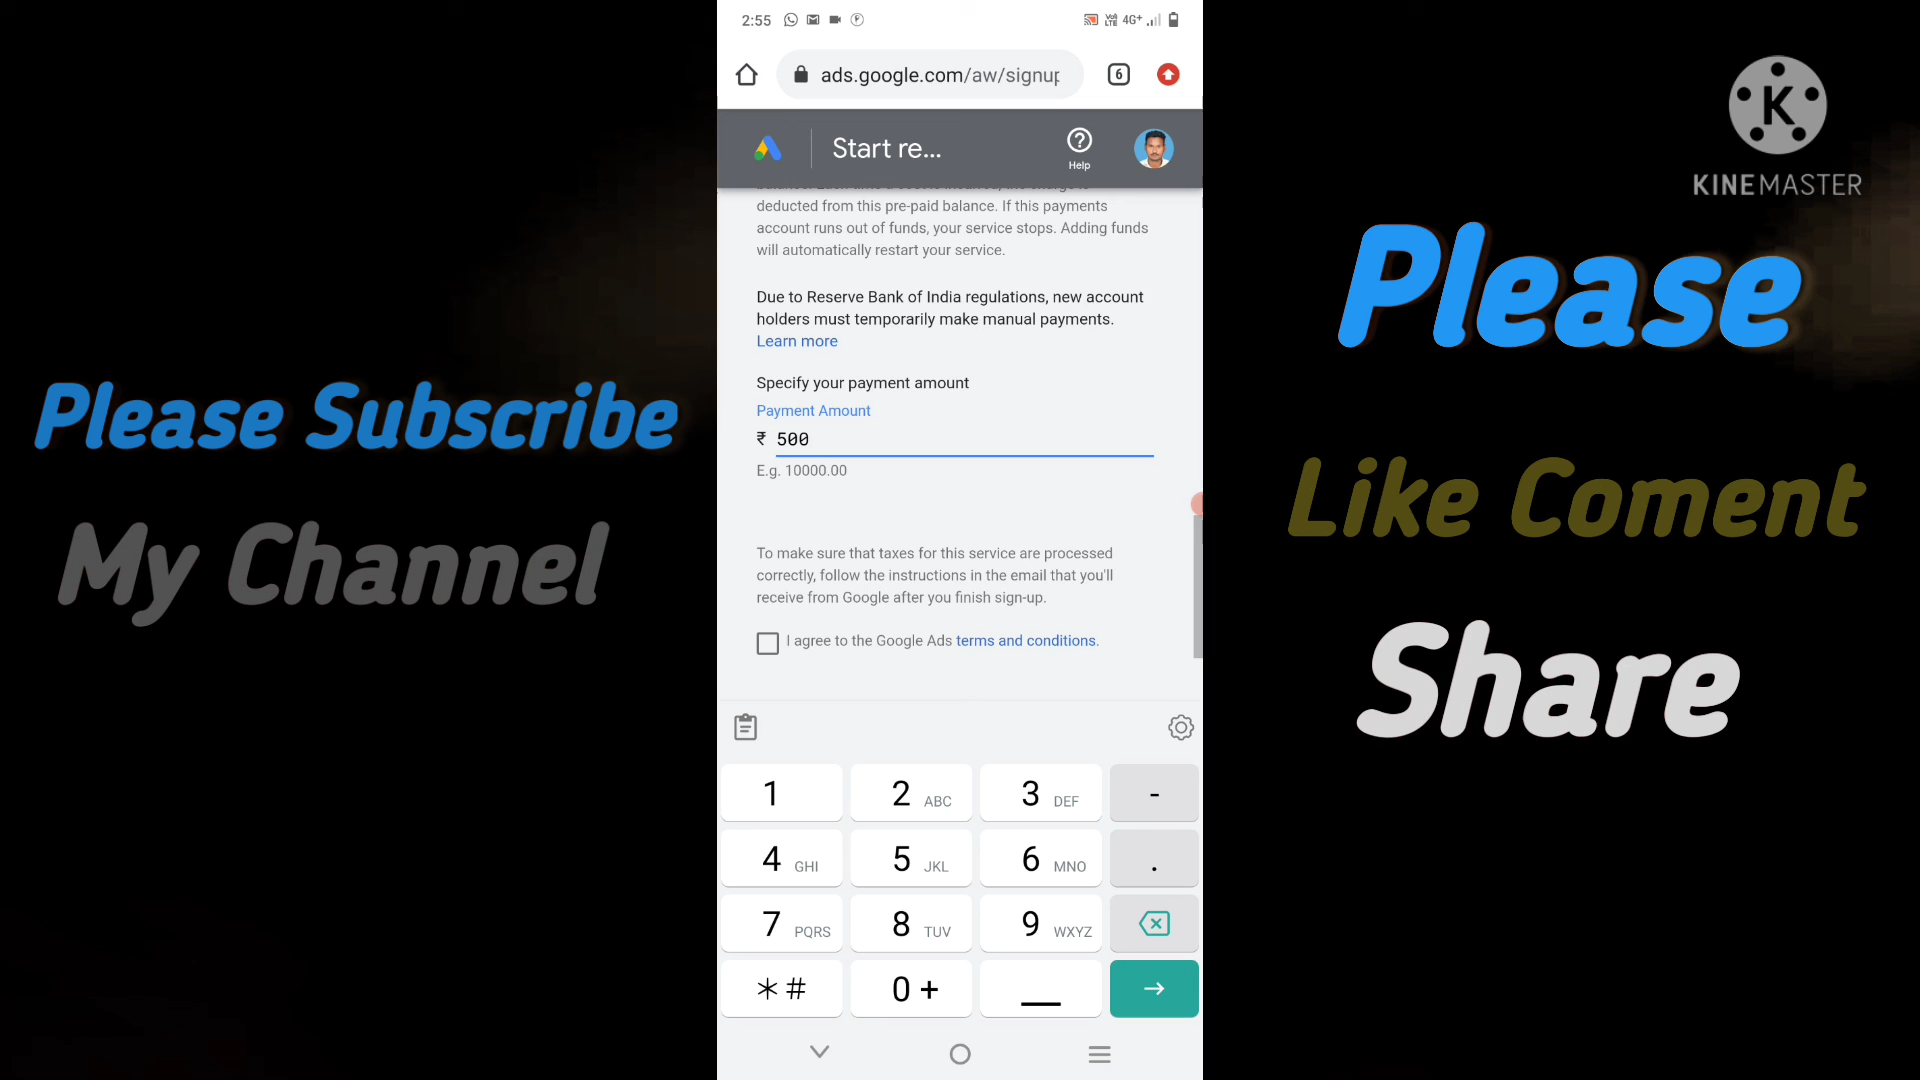 2:55
4G+
ads.google.com/aw/signup
6
Start re...
Help
deducted from this pre-paid balance. If this payments
account runs out of funds, your service stops. Adding funds
will automatically restart your service.
Due to Reserve Bank of India regulations, new account
holders must temporarily make manual payments.
Learn more
Specify your payment amount
Payment Amount
₹ 500
E.g. 10000.00
To make sure that taxes for this service are processed
correctly, follow the instructions in the email that you'll
receive from Google after you finish sign-up.
I agree to the Google Ads terms and conditions.
1 2 ABC 3 DEF -
4 GHI 5 JKL 6 MNO .
7 PQRS 8 TUV 9 WXYZ
*# 0 +
Please Subscribe
My Channel
K
KINEMASTER
Please
Like Coment
Share